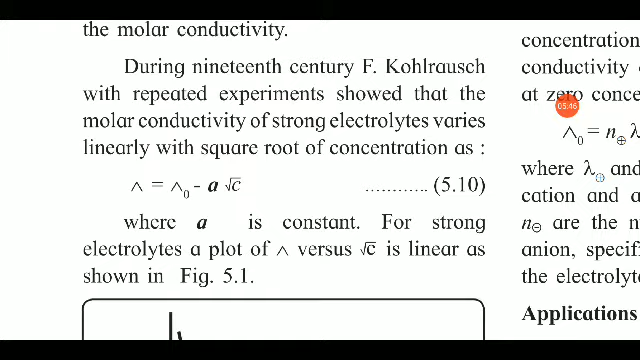 the molar conductivity.
During nineteenth century F. Kohlrausch
with repeated experiments showed that the
molar conductivity of strong electrolytes varies
linearly with square root of concentration as :
∧ = ∧₀ - a √c ............ (5.10)
where a is constant. For strong
electrolytes a plot of ∧ versus √c is linear as
shown in Fig. 5.1.
concentration
conductivity o
at zero conce
05:46
∧₀ = n⊕ λ
where λ⊕ and
cation and a
n⊖ are the n
anion, specifi
the electrolyte
Applications